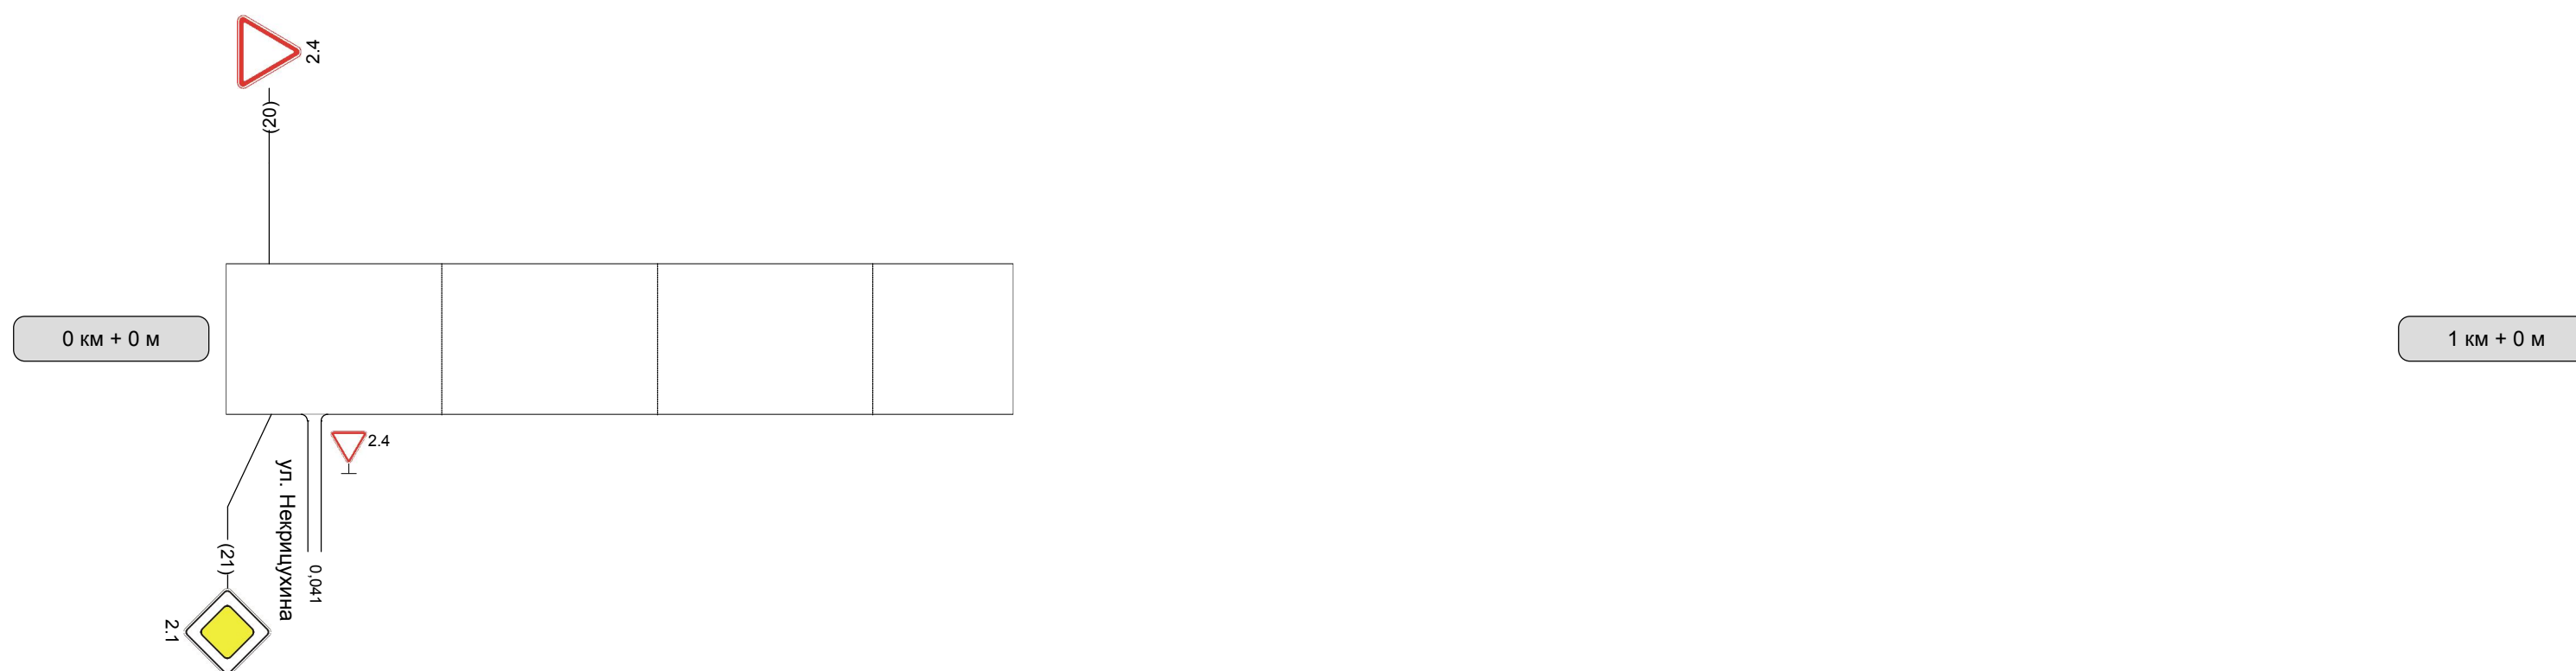 2.4
(20)
0 км + 0 м
1 км + 0 м
2.4
ул. Некрицухина
0,041
(21)
2.1